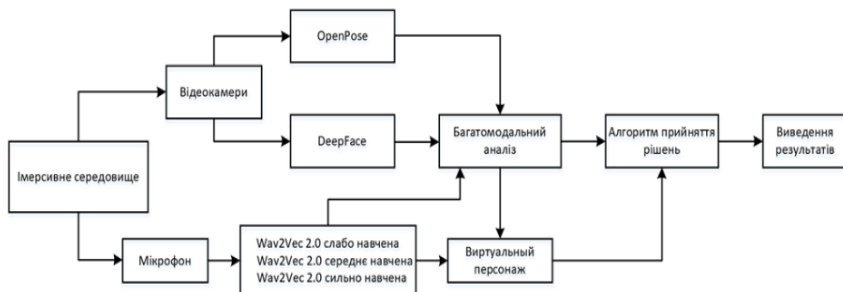 OpenPose
Відеокамери
DeepFace
Багатомодальний
аналіз
Алгоритм прийняття
рішень
Виведення
результатів
Імерсивне середовище
Мікрофон
Wav2Vec 2.0 слабо навчена
Wav2Vec 2.0 середнє навчена
Wav2Vec 2.0 сильно навчена
Виртуальный
персонаж